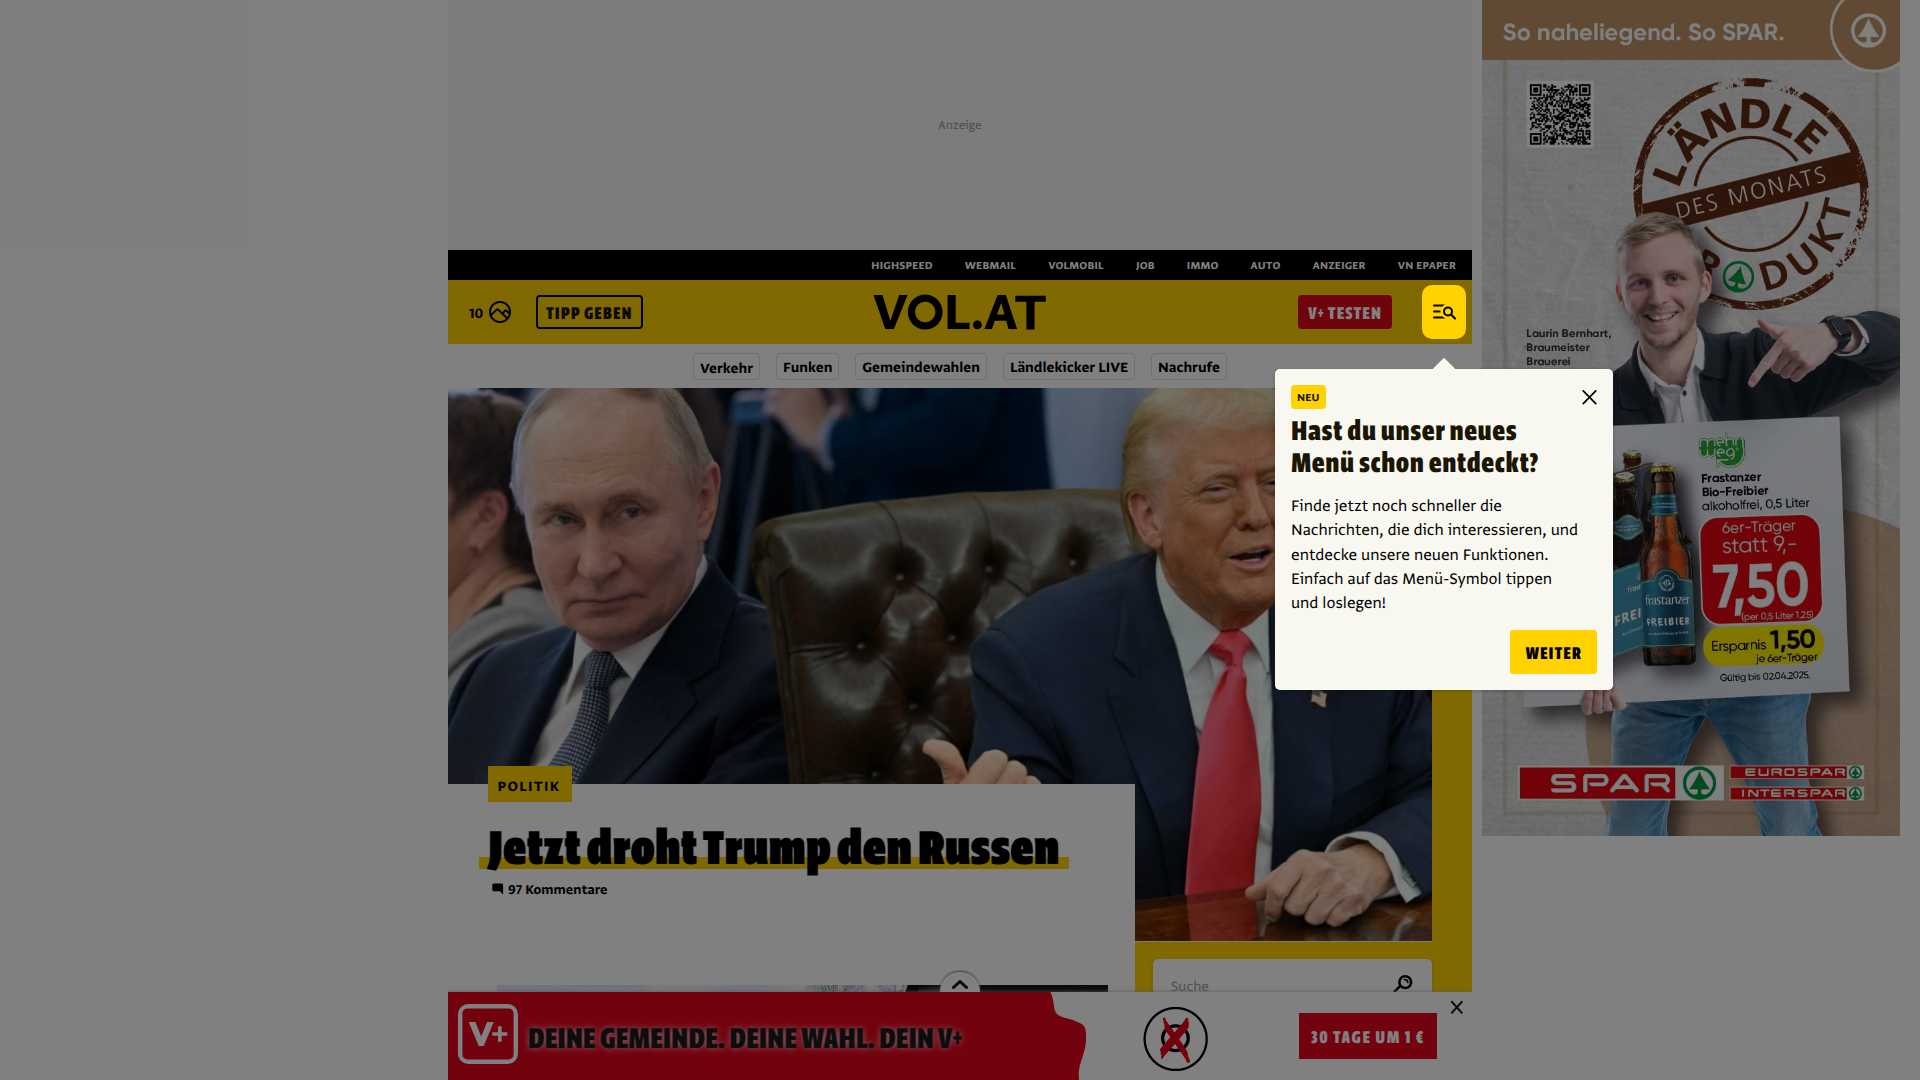 So naheliegend. So SPAR.
Anzeige
LÄNDLE
DES MONATS
PRODUKT
HIGHSPEED WEBMAIL VOLMOBIL JOB IMMO AUTO ANZEIGER VN EPAPER
10 TIPP GEBEN VOL.AT V+ TESTEN
Verkehr Funken Gemeindewahlen Ländlekicker LIVE Nachrufe
Laurin Bernhart,
Braumeister
Brauerei
NEU
Hast du unser neues
Menü schon entdeckt?
Finde jetzt noch schneller die
Nachrichten, die dich interessieren, und
entdecke unsere neuen Funktionen.
Einfach auf das Menü-Symbol tippen
und loslegen!
WEITER
mehr
weg
Frastanzer
Bio-Freibier
alkoholfrei, 0,5 Liter
6er-Träger
statt 9,-
7,50
(per 0,5 Liter 1,25)
Ersparnis 1,50
je 6er-Träger
Gültig bis 02.04.2025.
frastanzer
FREIBIER
SPAR
EUROSPAR
INTERSPAR
POLITIK
Jetzt droht Trump den Russen
97 Kommentare
Suche
V+ DEINE GEMEINDE. DEINE WAHL. DEIN V+
30 TAGE UM 1 €